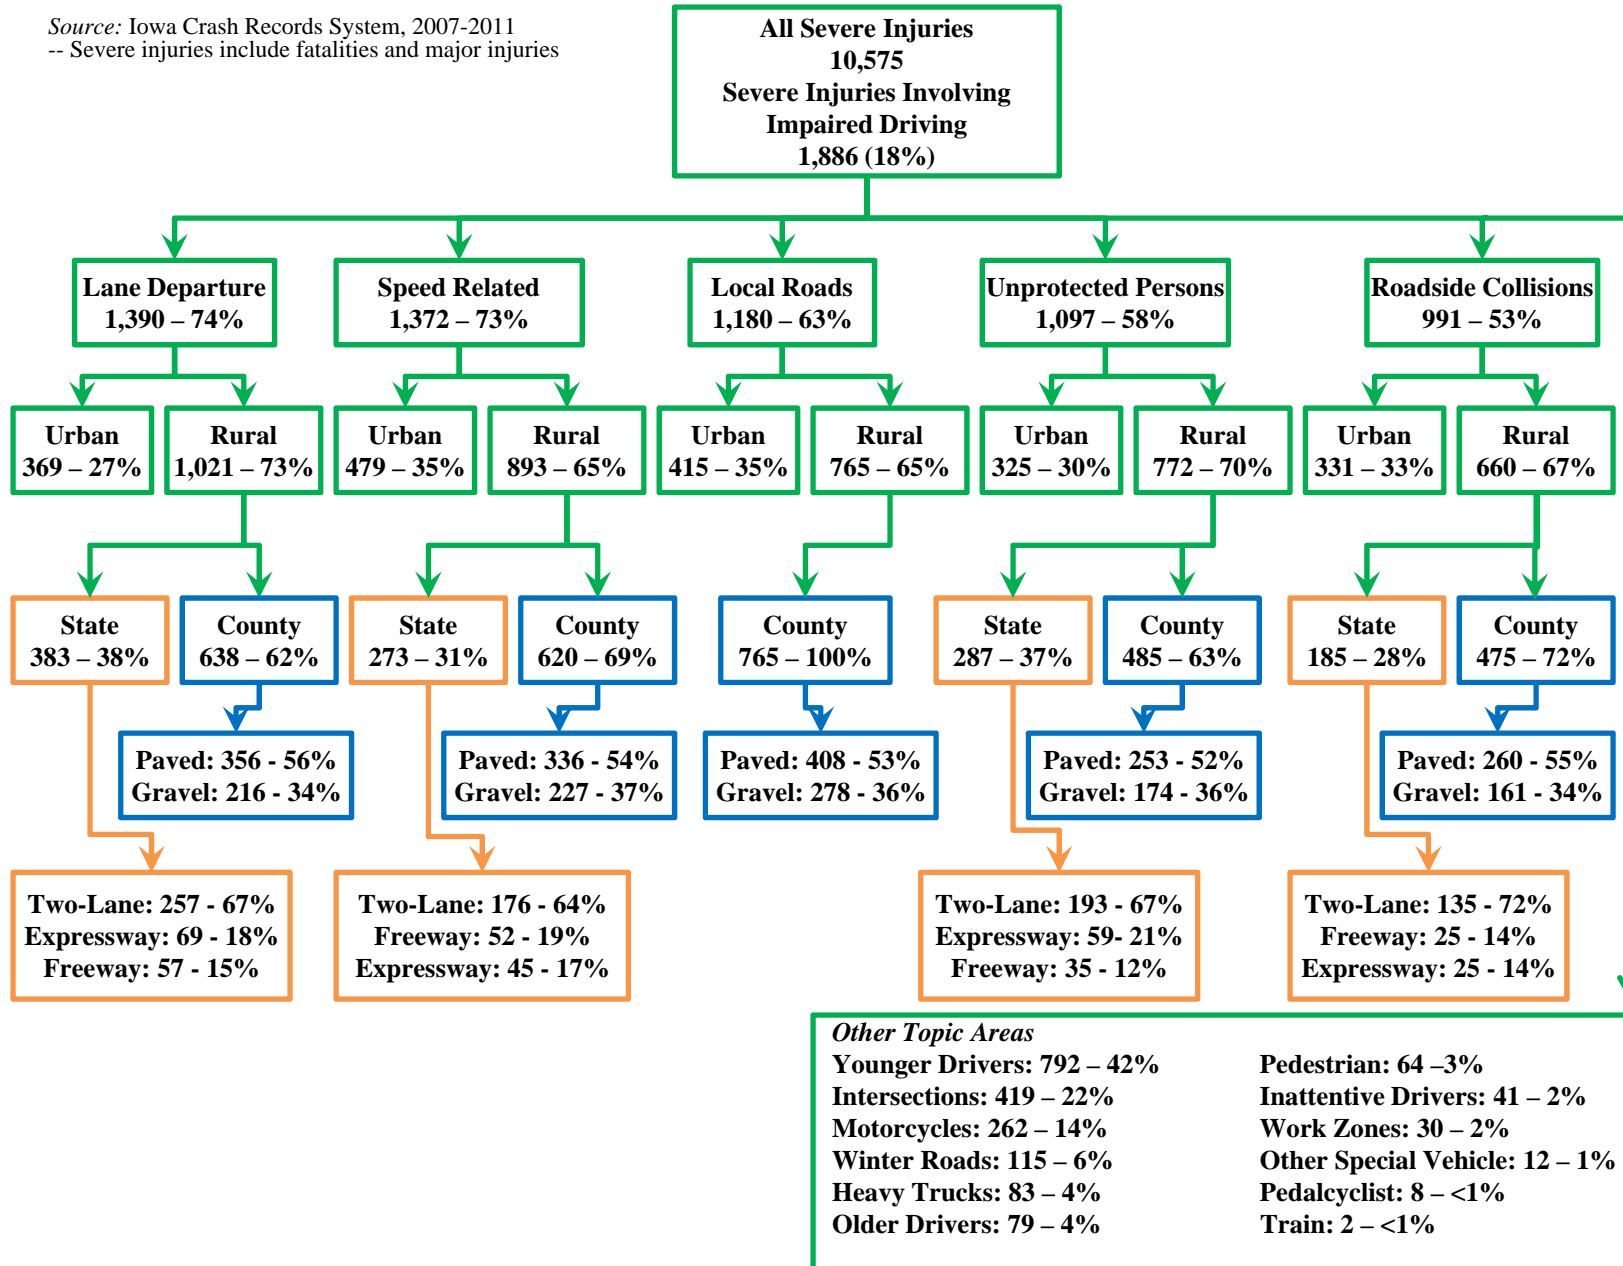 Source: Iowa Crash Records System, 2007-2011
-- Severe injuries include fatalities and major injuries
All Severe Injuries
10,575
Severe Injuries Involving
Impaired Driving
1,886 (18%)
Lane Departure
1,390 – 74%
Speed Related
1,372 – 73%
Local Roads
1,180 – 63%
Unprotected Persons
1,097 – 58%
Roadside Collisions
991 – 53%
Urban
369 – 27%
Rural
1,021 – 73%
Urban
479 – 35%
Rural
893 – 65%
Urban
415 – 35%
Rural
765 – 65%
Urban
325 – 30%
Rural
772 – 70%
Urban
331 – 33%
Rural
660 – 67%
State
383 – 38%
County
638 – 62%
State
273 – 31%
County
620 – 69%
County
765 – 100%
State
287 – 37%
County
485 – 63%
State
185 – 28%
County
475 – 72%
Paved: 356 - 56%
Gravel: 216 - 34%
Paved: 336 - 54%
Gravel: 227 - 37%
Paved: 408 - 53%
Gravel: 278 - 36%
Paved: 253 - 52%
Gravel: 174 - 36%
Paved: 260 - 55%
Gravel: 161 - 34%
Two-Lane: 257 - 67%
Expressway: 69 - 18%
Freeway: 57 - 15%
Two-Lane: 176 - 64%
Freeway: 52 - 19%
Expressway: 45 - 17%
Two-Lane: 193 - 67%
Expressway: 59- 21%
Freeway: 35 - 12%
Two-Lane: 135 - 72%
Freeway: 25 - 14%
Expressway: 25 - 14%
Other Topic Areas
Younger Drivers: 792 – 42%
Intersections: 419 – 22%
Motorcycles: 262 – 14%
Winter Roads: 115 – 6%
Heavy Trucks: 83 – 4%
Older Drivers: 79 – 4%
Pedestrian: 64 –3%
Inattentive Drivers: 41 – 2%
Work Zones: 30 – 2%
Other Special Vehicle: 12 – 1%
Pedalcyclist: 8 – <1%
Train: 2 – <1%